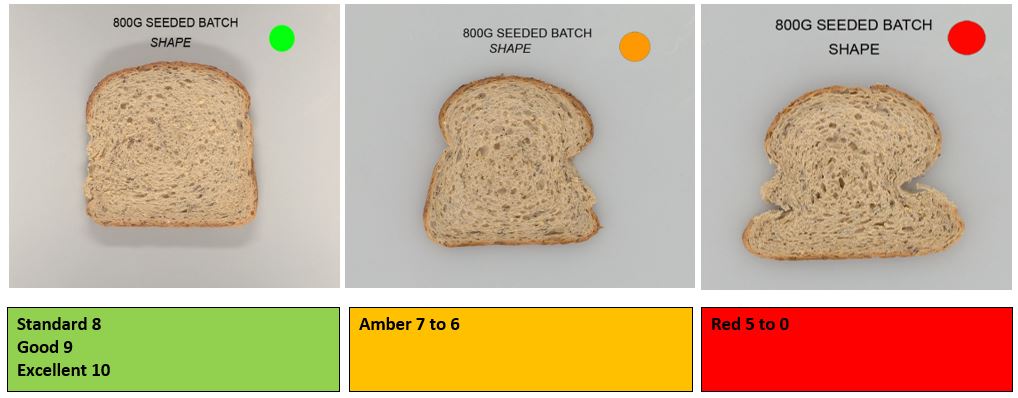 800G SEEDED BATCH
SHAPE
800G SEEDED BATCH
SHAPE
800G SEEDED BATCH
SHAPE
Standard 8
Good 9
Excellent 10
Amber 7 to 6
Red 5 to 0